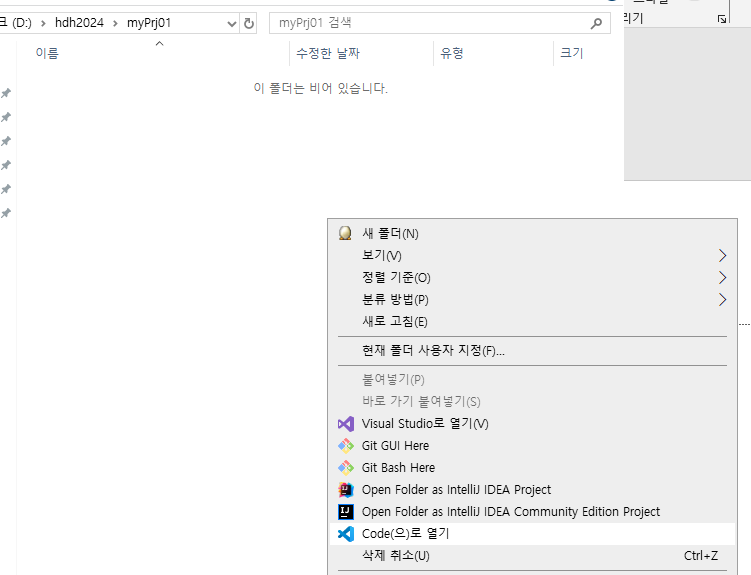 크 (D:) > hdh2024 > myPrj01
myPrj01 검색
리기
이름
수정한 날짜
유형
크기
이 폴더는 비어 있습니다.
새 폴더(N)
보기(V)
정렬 기준(O)
분류 방법(P)
새로 고침(E)
현재 폴더 사용자 지정(F)...
붙여넣기(P)
바로 가기 붙여넣기(S)
Visual Studio로 열기(V)
Git GUI Here
Git Bash Here
Open Folder as IntelliJ IDEA Project
Open Folder as IntelliJ IDEA Community Edition Project
Code(으)로 열기
삭제 취소(U) Ctrl+Z